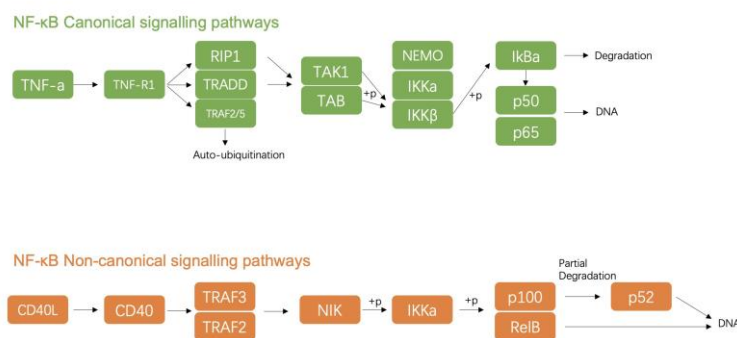 NF-κB Canonical signalling pathways
TNF-a
TNF-R1
RIP1
TRADD
TRAF2/5
Auto-ubiquitination
TAK1
TAB
+p
NEMO
IKKa
IKKβ
+p
IkBa
Degradation
p50
p65
DNA
NF-κB Non-canonical signalling pathways
CD40L
CD40
TRAF3
TRAF2
NIK
+p
IKKa
+p
p100
RelB
Partial
Degradation
p52
DNA